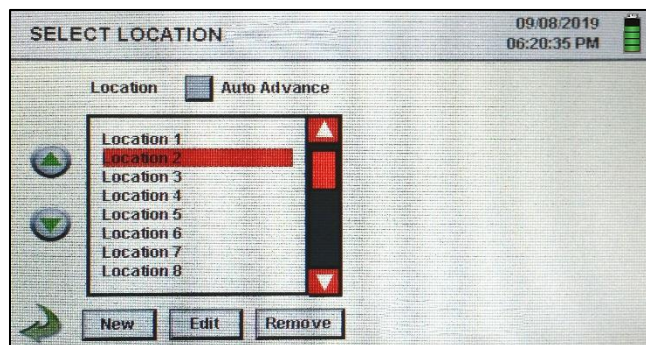 SELECT LOCATION
09/08/2019
06:20:35 PM
Location Auto Advance
Location 1
Location 2
Location 3
Location 4
Location 5
Location 6
Location 7
Location 8
New Edit Remove